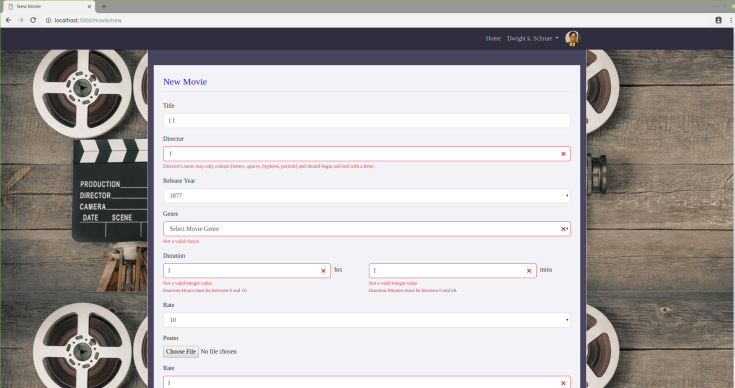 New Movie
localhost:5000/movie/new
Home Dwight k. Schrute
New Movie
Title
1 f
Director
f
Director's name may only contain [letters, spaces, hyphens, periods] and should begin and end with a letter.
Release Year
1877
Genre
Select Movie Genre
Not a valid choice
Duration
f hrs f mins
Not a valid integer value Not a valid integer value
Duartion Hours must be between 0 and 10. Duration Minutes must be between 0 and 60.
Rate
10
Poster
Choose File No file chosen
Rate
f
PRODUCTION
DIRECTOR
CAMERA
DATE SCENE